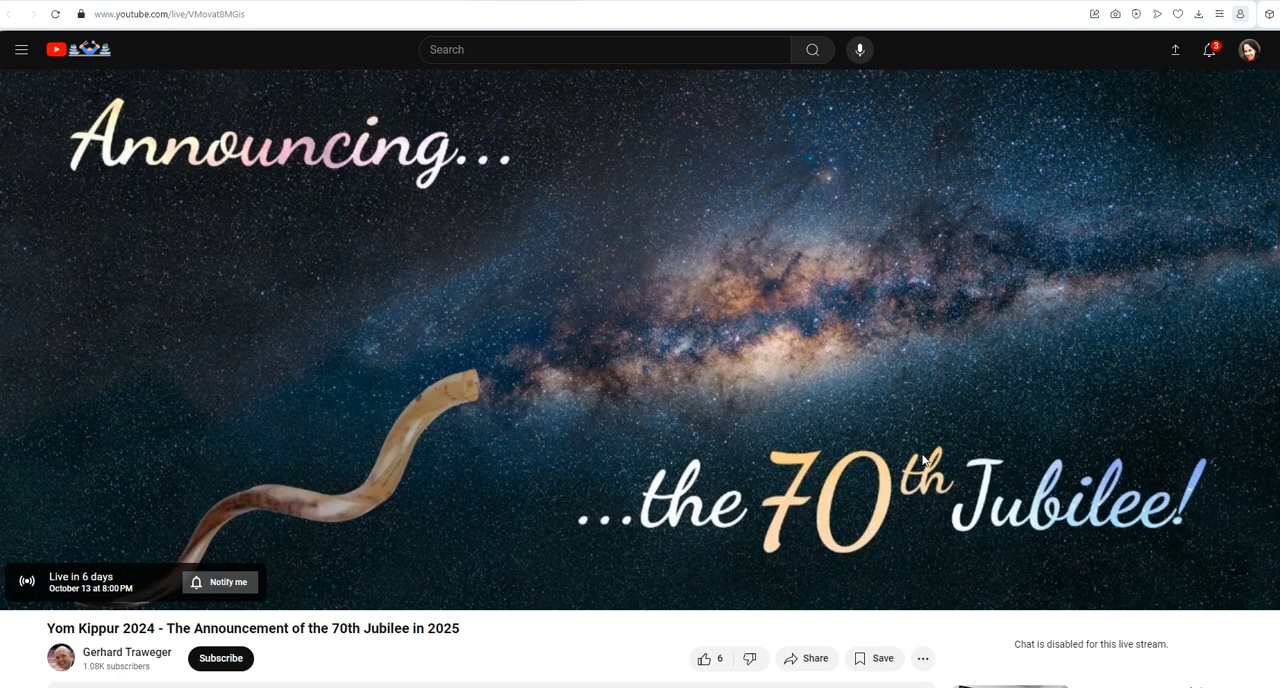 www.youtube.com/live/VMovat8MGis
Search
3
Announcing...
...the 70th Jubilee!
Live in 6 days
October 13 at 8:00 PM
Notify me
Yom Kippur 2024 - The Announcement of the 70th Jubilee in 2025
Gerhard Traweger
1.08K subscribers
Subscribe
6
Share
Save
Chat is disabled for this live stream.